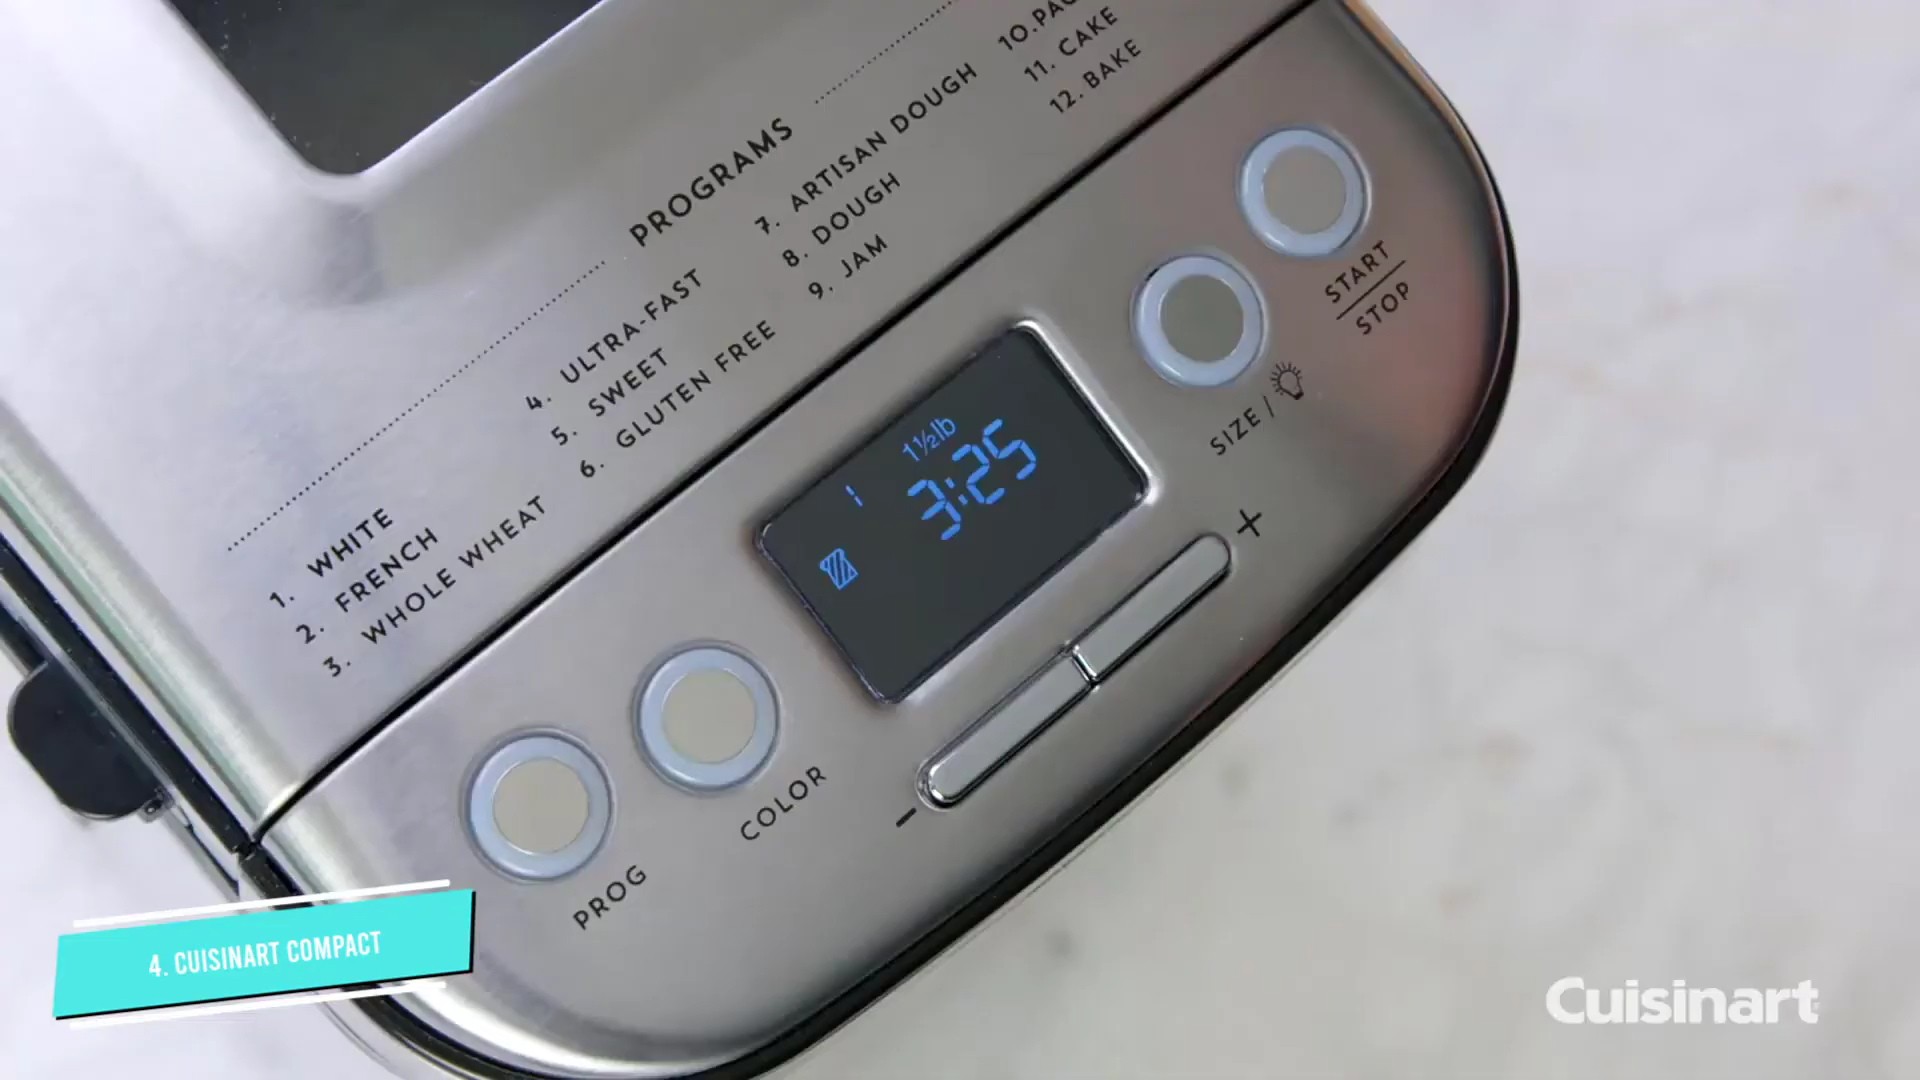 PROGRAMS
1. WHITE
2. FRENCH
3. WHOLE WHEAT
4. ULTRA-FAST
5. SWEET
6. GLUTEN FREE
7. ARTISAN DOUGH
8. DOUGH
9. JAM
10.
11. CAKE
12. BAKE
START
STOP
SIZE /
1½lb
1
3:25
+
-
COLOR
PROG
4. CUISINART COMPACT
Cuisinart